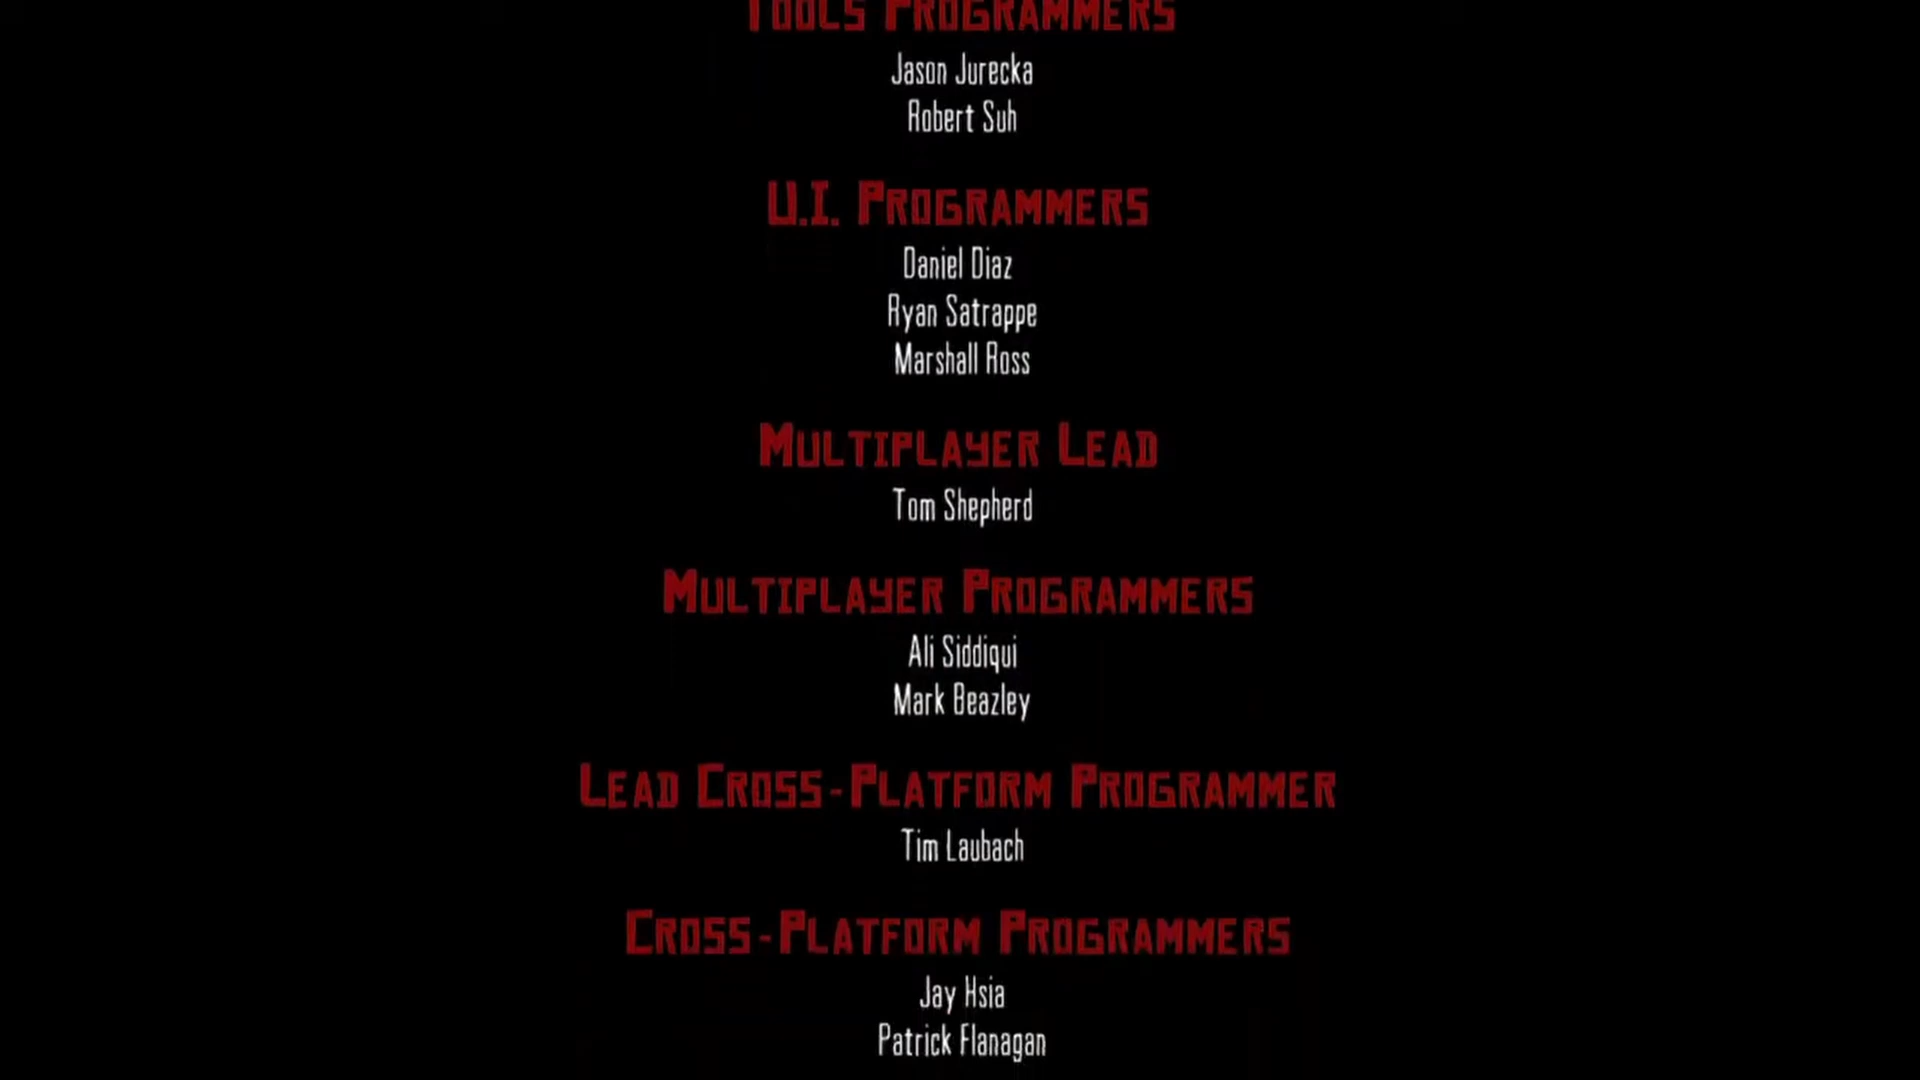 Tools Programmers
Jason Jurecka
Robert Suh
U.I. Programmers
Daniel Diaz
Ryan Satrappe
Marshall Ross
Multiplayer Lead
Tom Shepherd
Multiplayer Programmers
Ali Siddiqui
Mark Beazley
Lead Cross-Platform Programmer
Tim Laubach
Cross-Platform Programmers
Jay Hsia
Patrick Flanagan